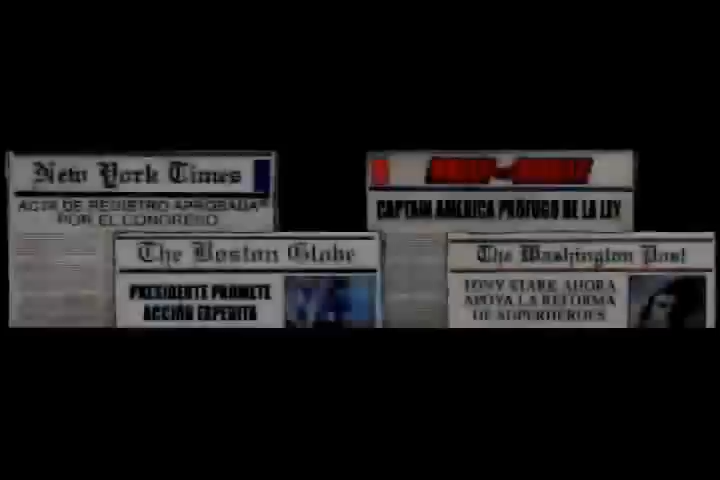 New York Times
ACTA DE REGISTRO APROBADA
POR EL CONGRESO
The Boston Globe
PRESIDENTE PROMETE
ACCIÓN EXPEDITA
CAPTAIN AMERICA PRÓFUGO DE LA LEY
The Washington Post
TONY STARK AHORA
APOYA LA REFORMA
DE SUPERHEROES